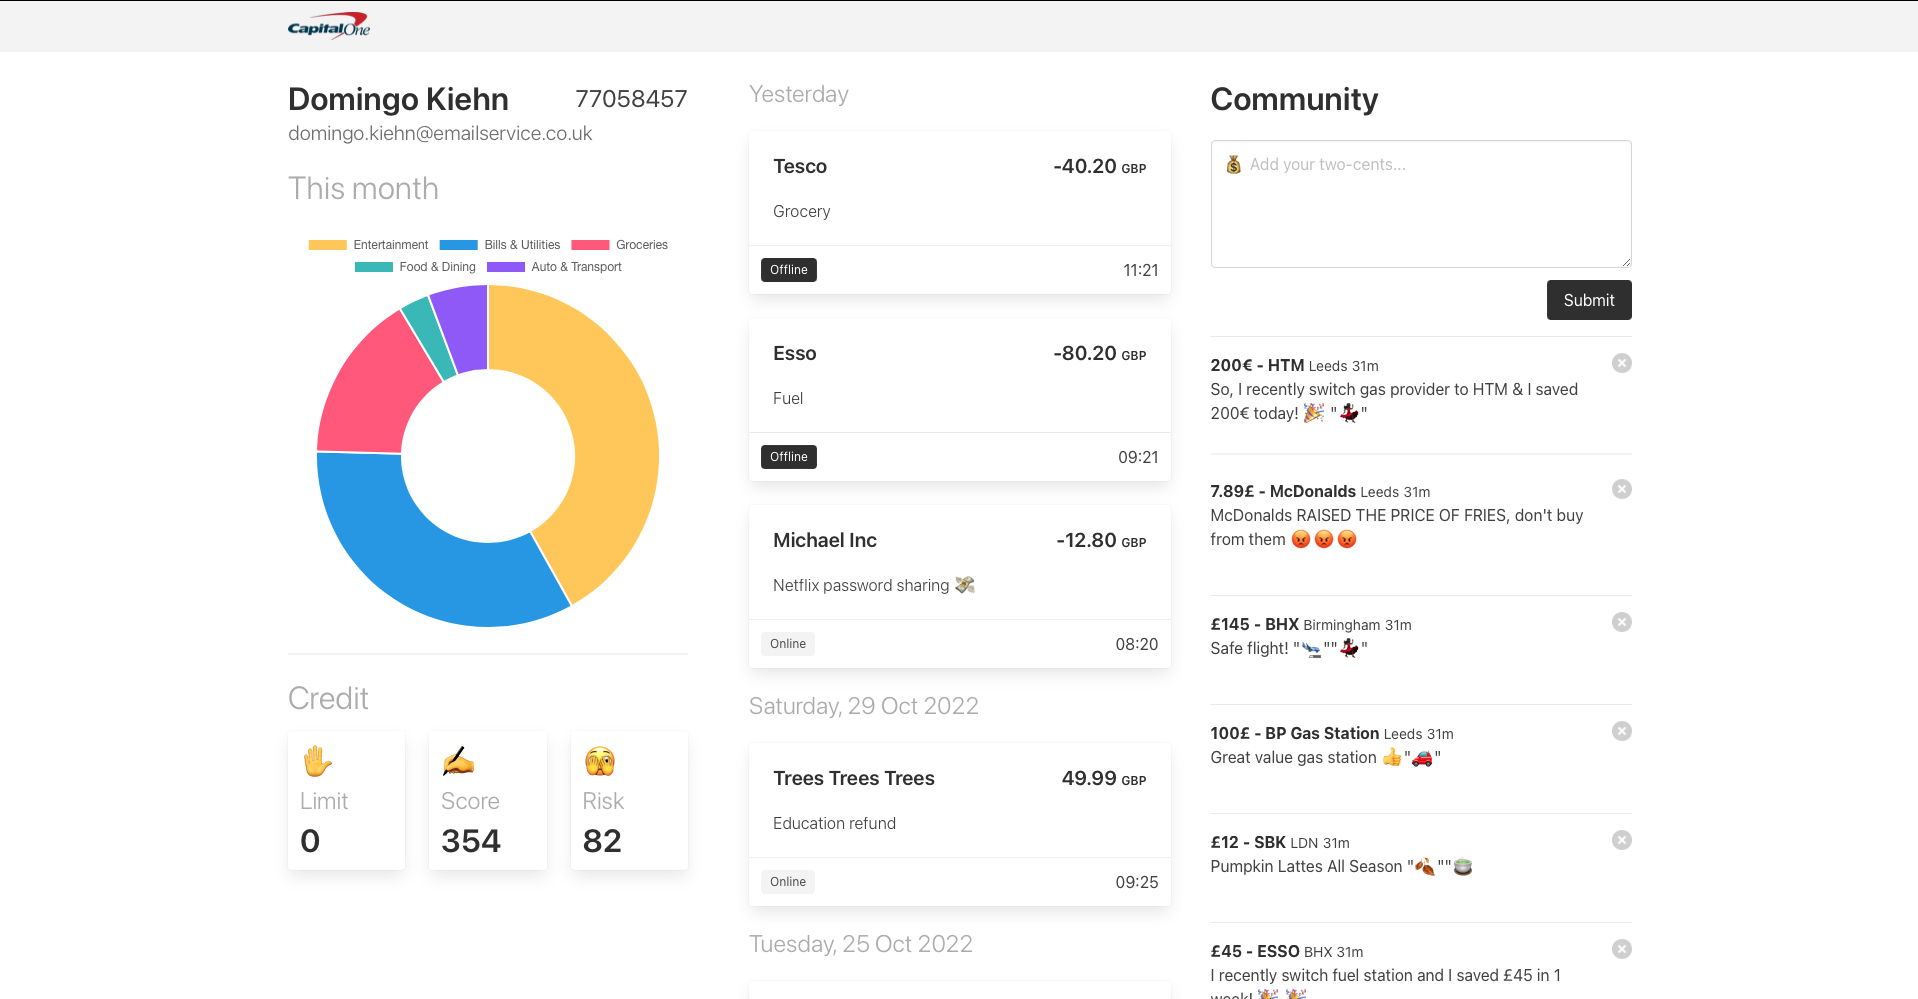 CapitalOne
Domingo Kiehn 77058457
domingo.kiehn@emailservice.co.uk
This month
Entertainment Bills & Utilities Groceries
Food & Dining Auto & Transport
Credit
Limit
0
Score
354
Risk
82
Yesterday
Tesco -40.20 GBP
Grocery
Offline 11:21
Esso -80.20 GBP
Fuel
Offline 09:21
Michael Inc -12.80 GBP
Netflix password sharing 💸
Online 08:20
Saturday, 29 Oct 2022
Trees Trees Trees 49.99 GBP
Education refund
Online 09:25
Tuesday, 25 Oct 2022
Community
💰 Add your two-cents...
Submit
200€ - HTM Leeds 31m
So, I recently switch gas provider to HTM & I saved
200€ today! 🎉 "💃"
7.89£ - McDonalds Leeds 31m
McDonalds RAISED THE PRICE OF FRIES, don't buy
from them 😡 😡 😡
£145 - BHX Birmingham 31m
Safe flight! "🛬""💃"
100£ - BP Gas Station Leeds 31m
Great value gas station 👍"🚗"
£12 - SBK LDN 31m
Pumpkin Lattes All Season "🍂""🍵
£45 - ESSO BHX 31m
I recently switch fuel station and I saved £45 in 1
week! 🎉 🎉